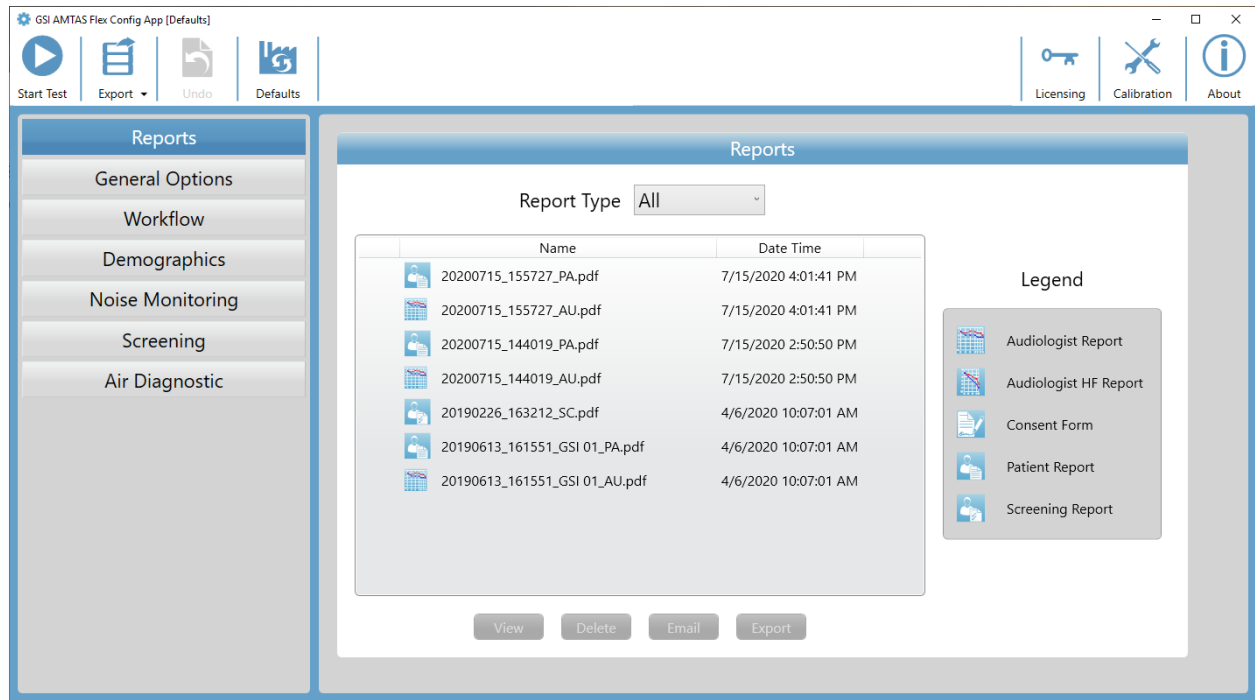 GSI AMTAS Flex Config App [Defaults]
Start Test
Export
Undo
Defaults
Licensing
Calibration
About
Reports
General Options
Workflow
Demographics
Noise Monitoring
Screening
Air Diagnostic
Reports
Report Type All
Name Date Time
20200715_155727_PA.pdf 7/15/2020 4:01:41 PM
20200715_155727_AU.pdf 7/15/2020 4:01:41 PM
20200715_144019_PA.pdf 7/15/2020 2:50:50 PM
20200715_144019_AU.pdf 7/15/2020 2:50:50 PM
20190226_163212_SC.pdf 4/6/2020 10:07:01 AM
20190613_161551_GSI 01_PA.pdf 4/6/2020 10:07:01 AM
20190613_161551_GSI 01_AU.pdf 4/6/2020 10:07:01 AM
Legend
Audiologist Report
Audiologist HF Report
Consent Form
Patient Report
Screening Report
View Delete Email Export